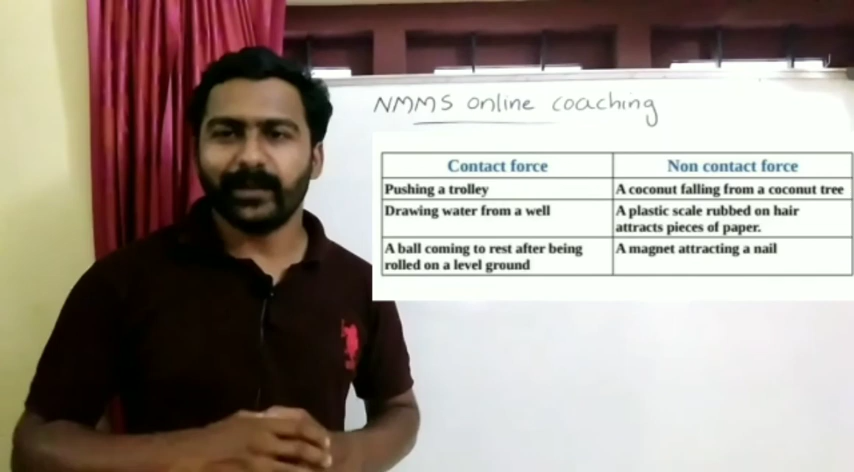 NMMS online coaching
Contact force
Non contact force
Pushing a trolley
A coconut falling from a coconut tree
Drawing water from a well
A plastic scale rubbed on hair
attracts pieces of paper.
A ball coming to rest after being
rolled on a level ground
A magnet attracting a nail